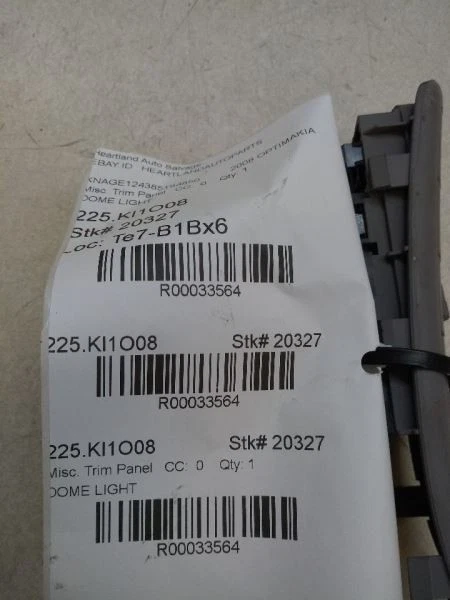 Heartland Auto Salvage
EBAY ID HEARTLANDAUTOPARTS
2008 OPTIMAKIA
Misc. Trim Panel CC: 0 Qty: 1
DOME LIGHT
225.KI1O08
Stk# 20327
Loc: Te7-B1Bx6
R00033564
225.KI1O08 Stk# 20327
R00033564
225.KI1O08 Stk# 20327
Misc. Trim Panel CC: 0 Qty: 1
DOME LIGHT
R00033564